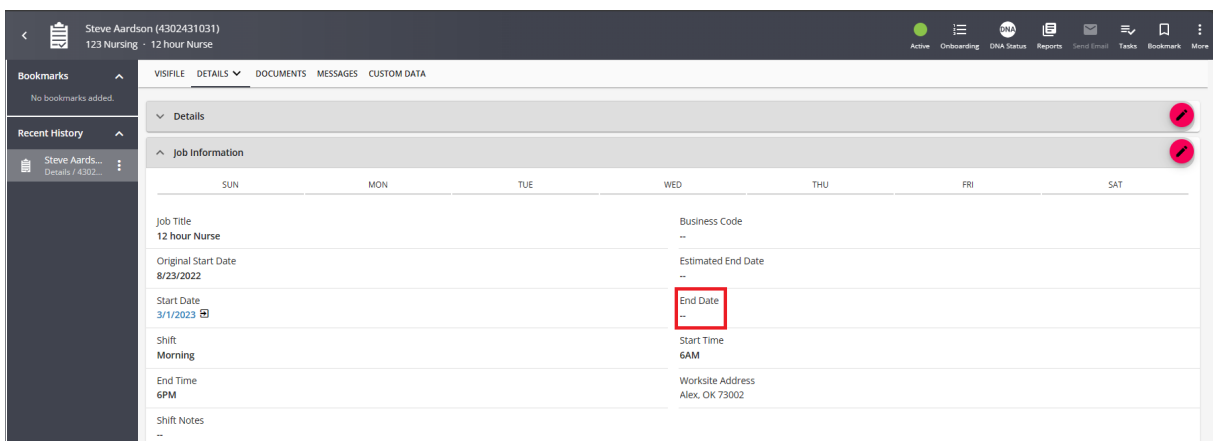 Steve Aardson (4302431031)
123 Nursing - 12 hour Nurse
Active
Onboarding
DNA
DNA Status
Reports
Send Email
Tasks
Bookmark
More
Bookmarks
No bookmarks added.
Recent History
Steve Aards...
Details / 4302...
VISIFILE DETAILS DOCUMENTS MESSAGES CUSTOM DATA
Details
Job Information
SUN MON TUE WED THU FRI SAT
Job Title
12 hour Nurse
Business Code
--
Original Start Date
8/23/2022
Estimated End Date
--
Start Date
3/1/2023
End Date
--
Shift
Morning
Start Time
6AM
End Time
6PM
Worksite Address
Alex, OK 73002
Shift Notes
--